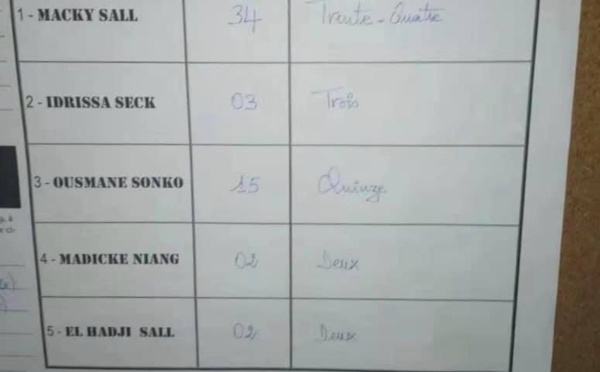 1 - MACKY SALL 34 Trente - Quatre
2 - IDRISSA SECK 03 Trois
3 - OUSMANE SONKO 15 Quinze
4 - MADICKE NIANG 02 Deux
5 - EL HADJI SALL 02 Deux